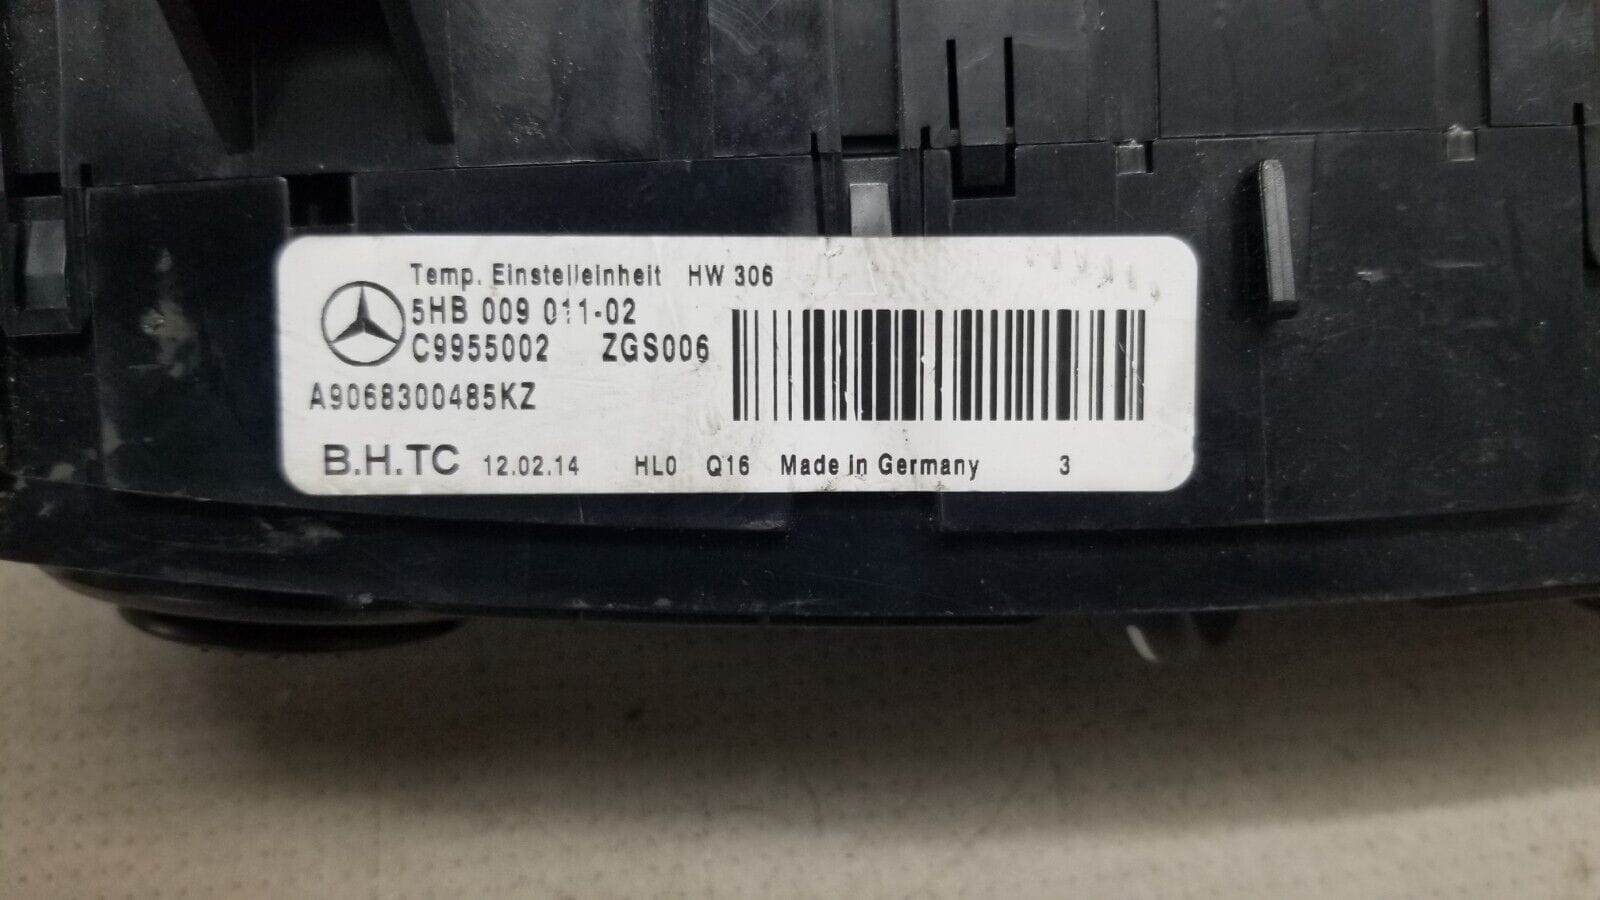 Temp. Einstelleinheit HW 306
5HB 009 011-02
C9955002 ZGS006
A9068300485KZ
B.H.TC 12.02.14 HL0 Q16 Made in Germany 3